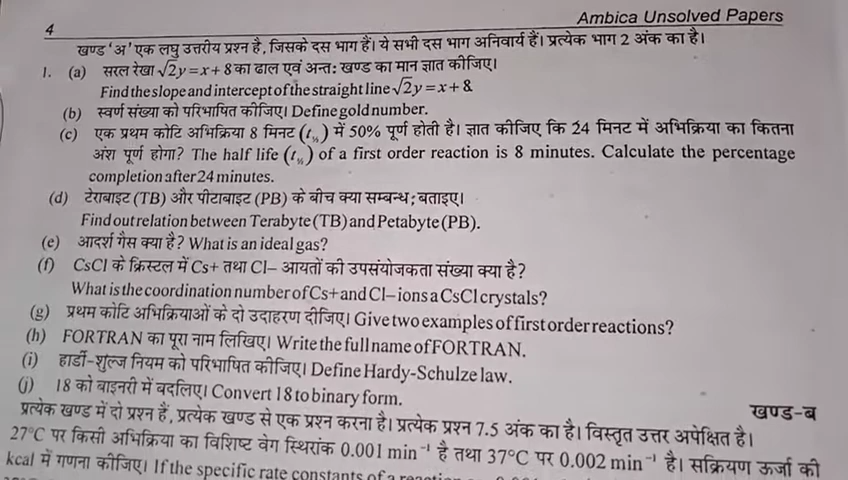 4
Ambica Unsolved Papers
खण्ड 'अ' एक लघु उत्तरीय प्रश्न है, जिसके दस भाग हैं। ये सभी दस भाग अनिवार्य हैं। प्रत्येक भाग 2 अंक का है।
1. (a) सरल रेखा √2y=x+8 का ढाल एवं अन्त: खण्ड का मान ज्ञात कीजिए।
Find the slope and intercept of the straight line √2y=x+8.
(b) स्वर्ण संख्या को परिभाषित कीजिए। Define gold number.
(c) एक प्रथम कोटि अभिक्रिया 8 मिनट (t½) में 50% पूर्ण होती है। ज्ञात कीजिए कि 24 मिनट में अभिक्रिया का कितना
अंश पूर्ण होगा? The half life (t½) of a first order reaction is 8 minutes. Calculate the percentage
completion after 24 minutes.
(d) टेराबाइट (TB) और पीटाबाइट (PB) के बीच क्या सम्बन्ध; बताइए।
Find out relation between Terabyte (TB) and Petabyte (PB).
(e) आदर्श गैस क्या है? What is an ideal gas?
(f) CsCl के क्रिस्टल में Cs+ तथा Cl– आयतों की उपसंयोजकता संख्या क्या है?
What is the coordination number of Cs+ and Cl– ions a CsCl crystals?
(g) प्रथम कोटि अभिक्रियाओं के दो उदाहरण दीजिए। Give two examples of first order reactions?
(h) FORTRAN का पूरा नाम लिखिए। Write the full name of FORTRAN.
(i) हार्डी-शुल्ज नियम को परिभाषित कीजिए। Define Hardy-Schulze law.
(j) 18 को बाइनरी में बदलिए। Convert 18 to binary form.
खण्ड-ब
प्रत्येक खण्ड में दो प्रश्न हैं, प्रत्येक खण्ड से एक प्रश्न करना है। प्रत्येक प्रश्न 7.5 अंक का है। विस्तृत उत्तर अपेक्षित है।
27°C पर किसी अभिक्रिया का विशिष्ट वेग स्थिरांक 0.001 min⁻¹ है तथा 37°C पर 0.002 min⁻¹ है। सक्रियण ऊर्जा की
kcal में गणना कीजिए। If the specific rate constants of a